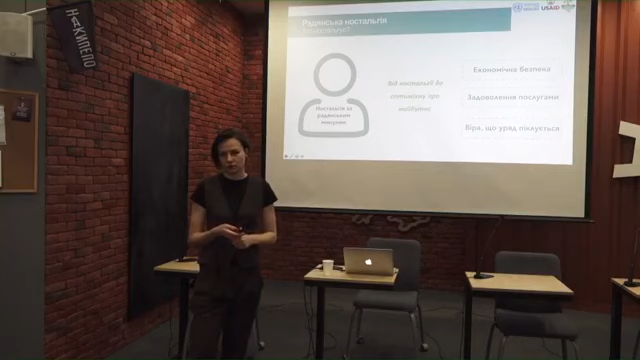 НАКИПЕЛО
Радянська ностальгія
USAID
Ностальгія за
радянським
минулим
Від ностальгії до
оптимізму про
майбутнє
Економічна безпека
Задоволення послугами
Віра, що уряд піклується